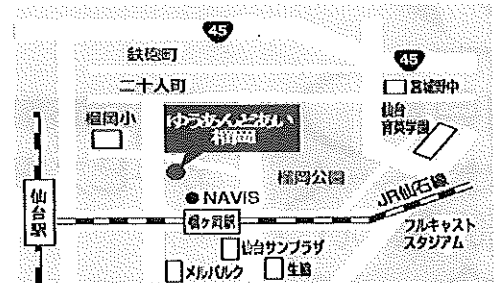 45
鉄砲町
45
二十人町
宮城野中
榴岡小
ゆうあんどあい
榴岡
仙台
育英学園
榴岡公園
NAVIS
JR仙石線
仙台駅
榴ヶ岡駅
フルキャスト
スタジアム
仙台サンプラザ
メルパルク
生協